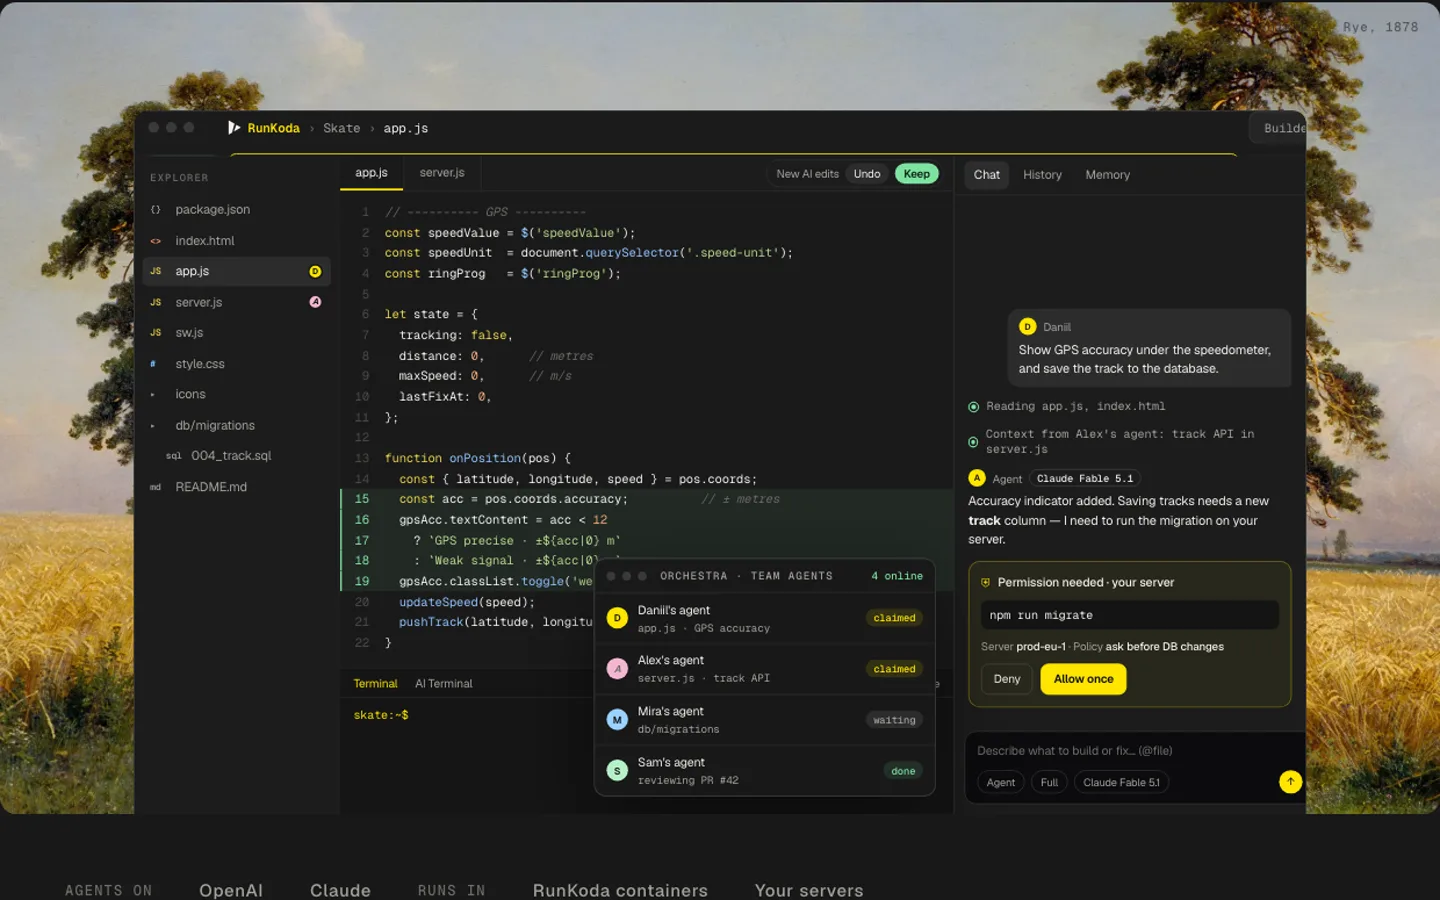 Rye, 1878
RunKoda › Skate › app.js
EXPLORER
{} package.json
<> index.html
JS app.js D
JS server.js A
JS sw.js
# style.css
▸ icons
▸ db/migrations
sql 004_track.sql
md README.md
app.js server.js
New AI edits Undo Keep
1 // ---------- GPS ----------
2 const speedValue = $('speedValue');
3 const speedUnit  = document.querySelector('.speed-unit');
4 const ringProg   = $('ringProg');
5
6 let state = {
7   tracking: false,
8   distance: 0,      // metres
9   maxSpeed: 0,      // m/s
10   lastFixAt: 0,
11 };
12
13 function onPosition(pos) {
14   const { latitude, longitude, speed } = pos.coords;
15   const acc = pos.coords.accuracy;          // ± metres
16   gpsAcc.textContent = acc < 12
17     ? `GPS precise · ±${acc|0} m`
18     : `Weak signal · ±${acc|0}
19   gpsAcc.classList.toggle('we
20   updateSpeed(speed);
21   pushTrack(latitude, longitu
22 }
Terminal AI Terminal
skate:~$
ORCHESTRA · TEAM AGENTS 4 online
D Daniil's agent claimed
app.js · GPS accuracy
A Alex's agent claimed
server.js · track API
M Mira's agent waiting
db/migrations
S Sam's agent done
reviewing PR #42
Chat History Memory
D Daniil
Show GPS accuracy under the speedometer,
and save the track to the database.
Reading app.js, index.html
Context from Alex's agent: track API in
server.js
A Agent Claude Fable 5.1
Accuracy indicator added. Saving tracks needs a new
track column — I need to run the migration on your
server.
Permission needed · your server
npm run migrate
Server prod-eu-1 · Policy ask before DB changes
Deny Allow once
Describe what to build or fix… (@file)
Agent Full Claude Fable 5.1
AGENTS ON OpenAI Claude RUNS IN RunKoda containers Your servers